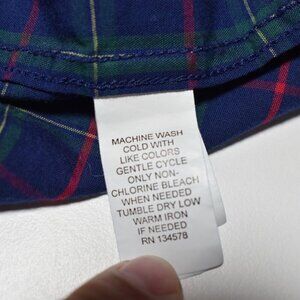 MACHINE WASH
COLD WITH
LIKE COLORS
GENTLE CYCLE
ONLY NON-
CHLORINE BLEACH
WHEN NEEDED
TUMBLE DRY LOW
WARM IRON
IF NEEDED
RN 134578